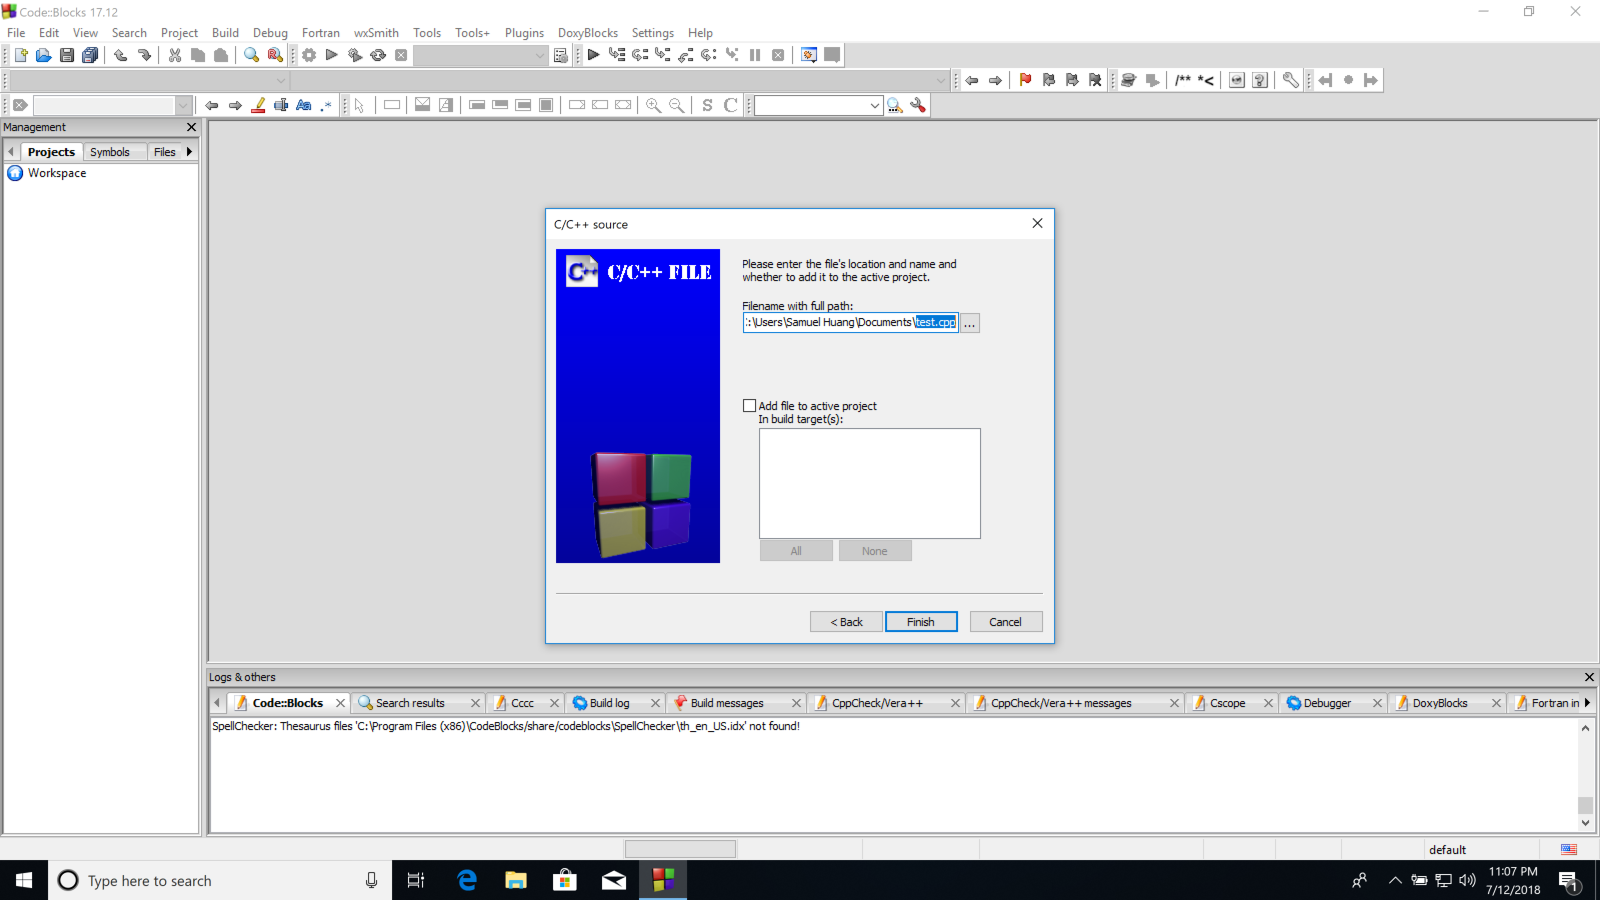 Code::Blocks 17.12
File Edit View Search Project Build Debug Fortran wxSmith Tools Tools+ Plugins DoxyBlocks Settings Help
/** *<
Aa .* S C
Management
Projects Symbols Files
Workspace
C/C++ source
C++ C/C++ FILE
Please enter the file's location and name and
whether to add it to the active project.
Filename with full path:
:\Users\Samuel Huang\Documents\test.cpp ...
Add file to active project
In build target(s):
All None
< Back Finish Cancel
Logs & others
Code::Blocks Search results Cccc Build log Build messages CppCheck/Vera++ CppCheck/Vera++ messages Cscope Debugger DoxyBlocks Fortran in
SpellChecker: Thesaurus files 'C:\Program Files (x86)\CodeBlocks/share/codeblocks\SpellChecker\th_en_US.idx' not found!
default
Type here to search
11:07 PM
7/12/2018
1